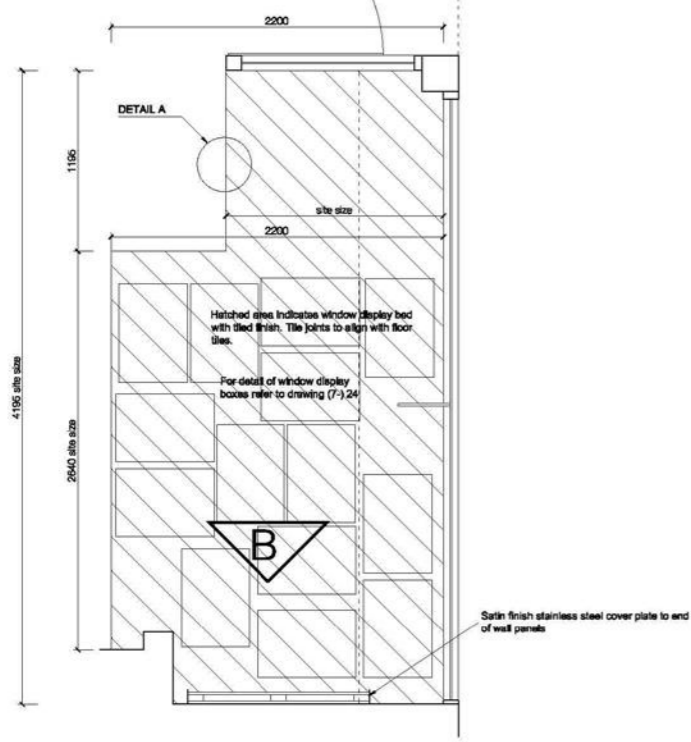 2200
DETAIL A
1195
site size
2200
Hatched area indicates window display bed
with tiled finish. Tile joints to align with floor
tiles.
4195 site size
For detail of window display
boxes refer to drawing (7-) 24
2640 site size
B
Satin finish stainless steel cover plate to end
of wall panels